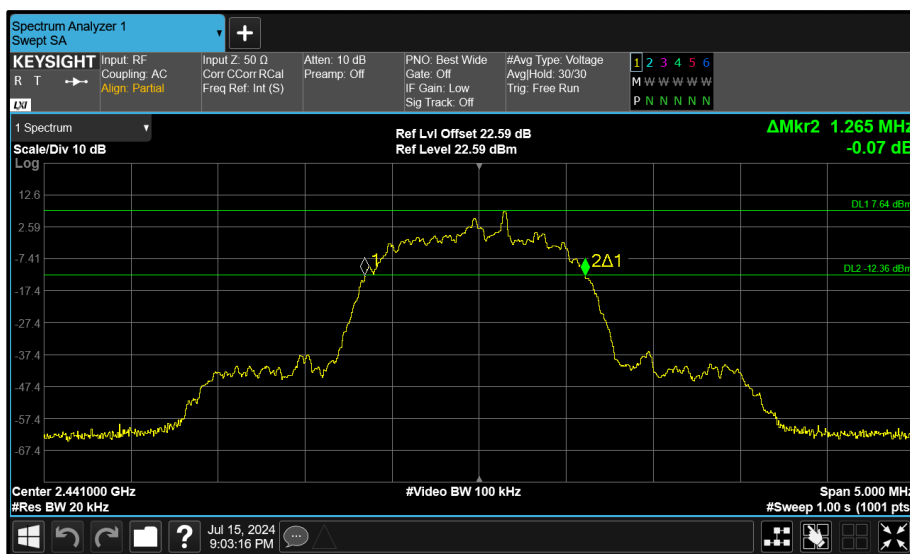 Spectrum Analyzer 1
Swept SA
+
KEYSIGHT
R T
LXI
Input: RF
Coupling: AC
Align: Partial
Input Z: 50 Ω
Corr CCorr RCal
Freq Ref: Int (S)
Atten: 10 dB
Preamp: Off
PNO: Best Wide
Gate: Off
IF Gain: Low
Sig Track: Off
#Avg Type: Voltage
Avg|Hold: 30/30
Trig: Free Run
1 2 3 4 5 6
M W W W W W
P N N N N N
1 Spectrum
Scale/Div 10 dB
Log
Ref Lvl Offset 22.59 dB
Ref Level 22.59 dBm
ΔMkr2 1.265 MHz
-0.07 dB
12.6
DL1 7.64 dBm
2.59
-7.41
1
2Δ1
DL2 -12.36 dBm
-17.4
-27.4
-37.4
-47.4
-57.4
-67.4
Center 2.441000 GHz
#Video BW 100 kHz
Span 5.000 MHz
#Res BW 20 kHz
#Sweep 1.00 s (1001 pts
?
Jul 15, 2024
9:03:16 PM